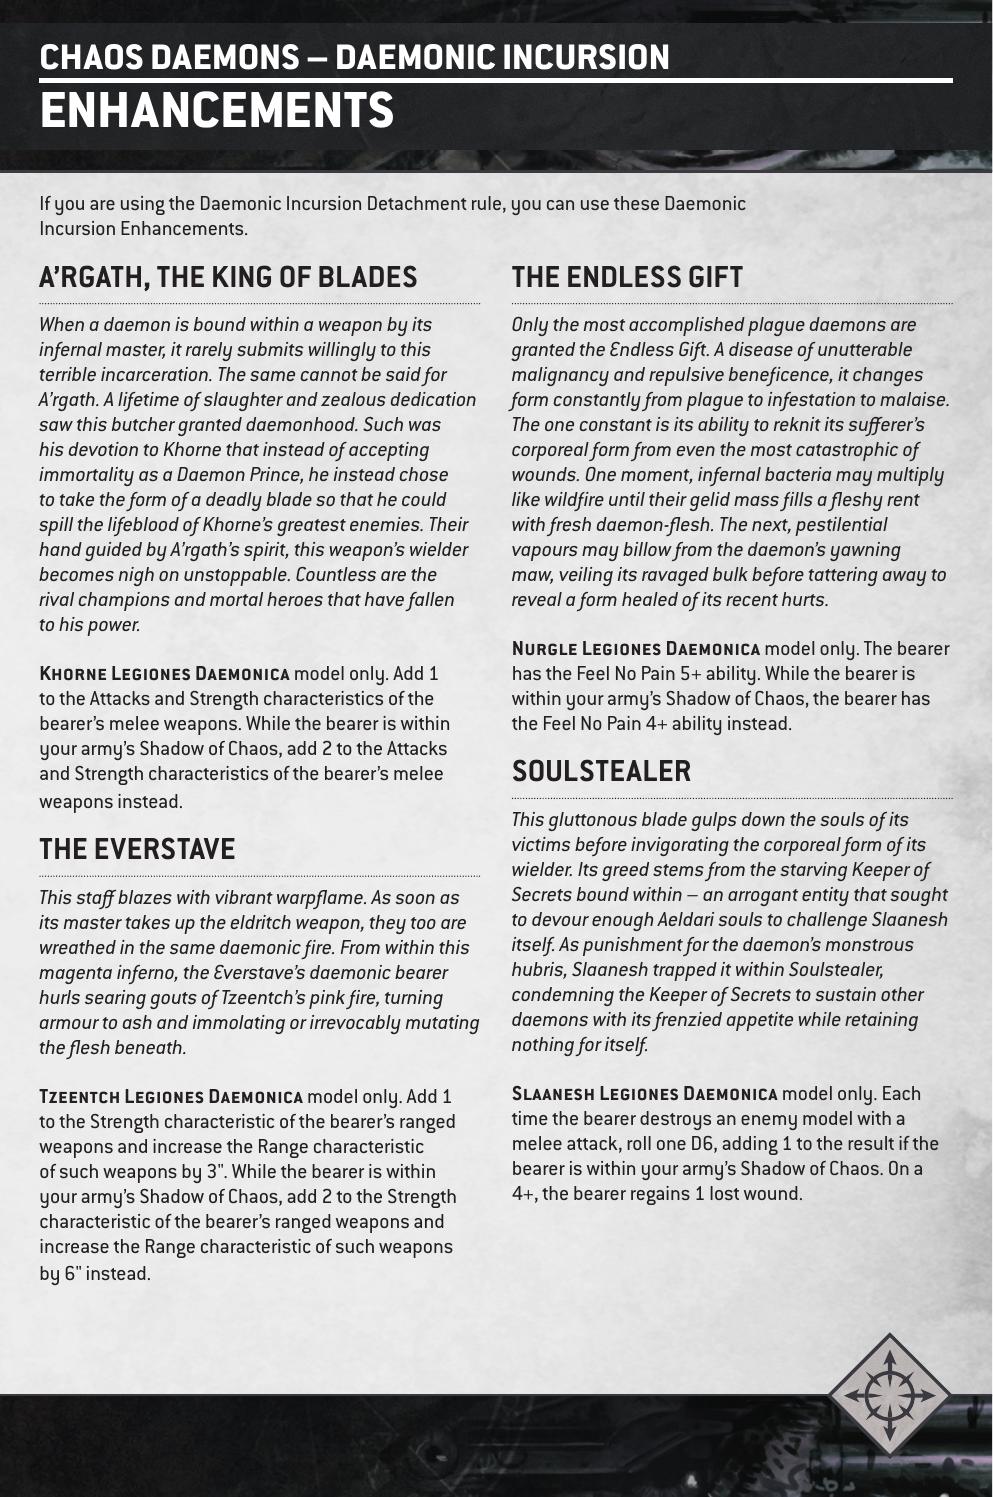 CHAOS DAEMONS – DAEMONIC INCURSION
ENHANCEMENTS
If you are using the Daemonic Incursion Detachment rule, you can use these Daemonic
Incursion Enhancements.
A’RGATH, THE KING OF BLADES
When a daemon is bound within a weapon by its
infernal master, it rarely submits willingly to this
terrible incarceration. The same cannot be said for
A’rgath. A lifetime of slaughter and zealous dedication
saw this butcher granted daemonhood. Such was
his devotion to Khorne that instead of accepting
immortality as a Daemon Prince, he instead chose
to take the form of a deadly blade so that he could
spill the lifeblood of Khorne’s greatest enemies. Their
hand guided by A’rgath’s spirit, this weapon’s wielder
becomes nigh on unstoppable. Countless are the
rival champions and mortal heroes that have fallen
to his power.
KHORNE LEGIONES DAEMONICA model only. Add 1
to the Attacks and Strength characteristics of the
bearer’s melee weapons. While the bearer is within
your army’s Shadow of Chaos, add 2 to the Attacks
and Strength characteristics of the bearer’s melee
weapons instead.
THE EVERSTAVE
This staff blazes with vibrant warpflame. As soon as
its master takes up the eldritch weapon, they too are
wreathed in the same daemonic fire. From within this
magenta inferno, the Everstave’s daemonic bearer
hurls searing gouts of Tzeentch’s pink fire, turning
armour to ash and immolating or irrevocably mutating
the flesh beneath.
TZEENTCH LEGIONES DAEMONICA model only. Add 1
to the Strength characteristic of the bearer’s ranged
weapons and increase the Range characteristic
of such weapons by 3". While the bearer is within
your army’s Shadow of Chaos, add 2 to the Strength
characteristic of the bearer’s ranged weapons and
increase the Range characteristic of such weapons
by 6" instead.
THE ENDLESS GIFT
Only the most accomplished plague daemons are
granted the Endless Gift. A disease of unutterable
malignancy and repulsive beneficence, it changes
form constantly from plague to infestation to malaise.
The one constant is its ability to reknit its sufferer’s
corporeal form from even the most catastrophic of
wounds. One moment, infernal bacteria may multiply
like wildfire until their gelid mass fills a fleshy rent
with fresh daemon-flesh. The next, pestilential
vapours may billow from the daemon’s yawning
maw, veiling its ravaged bulk before tattering away to
reveal a form healed of its recent hurts.
NURGLE LEGIONES DAEMONICA model only. The bearer
has the Feel No Pain 5+ ability. While the bearer is
within your army’s Shadow of Chaos, the bearer has
the Feel No Pain 4+ ability instead.
SOULSTEALER
This gluttonous blade gulps down the souls of its
victims before invigorating the corporeal form of its
wielder. Its greed stems from the starving Keeper of
Secrets bound within – an arrogant entity that sought
to devour enough Aeldari souls to challenge Slaanesh
itself. As punishment for the daemon’s monstrous
hubris, Slaanesh trapped it within Soulstealer,
condemning the Keeper of Secrets to sustain other
daemons with its frenzied appetite while retaining
nothing for itself.
SLAANESH LEGIONES DAEMONICA model only. Each
time the bearer destroys an enemy model with a
melee attack, roll one D6, adding 1 to the result if the
bearer is within your army’s Shadow of Chaos. On a
4+, the bearer regains 1 lost wound.